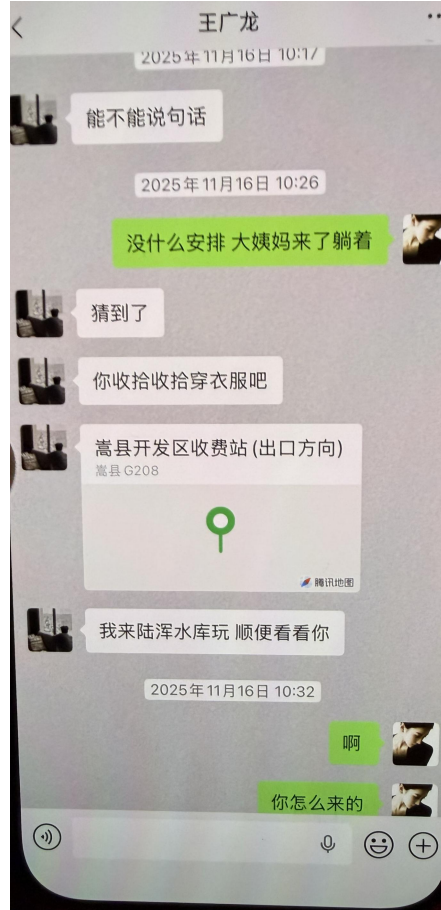 王广龙
2025年11月16日 10:17
能不能说句话
2025年11月16日 10:26
没什么安排 大姨妈来了躺着
猜到了
你收拾收拾穿衣服吧
嵩县开发区收费站(出口方向)
嵩县G208
腾讯地图
我来陆浑水库玩 顺便看看你
2025年11月16日 10:32
啊
你怎么来的